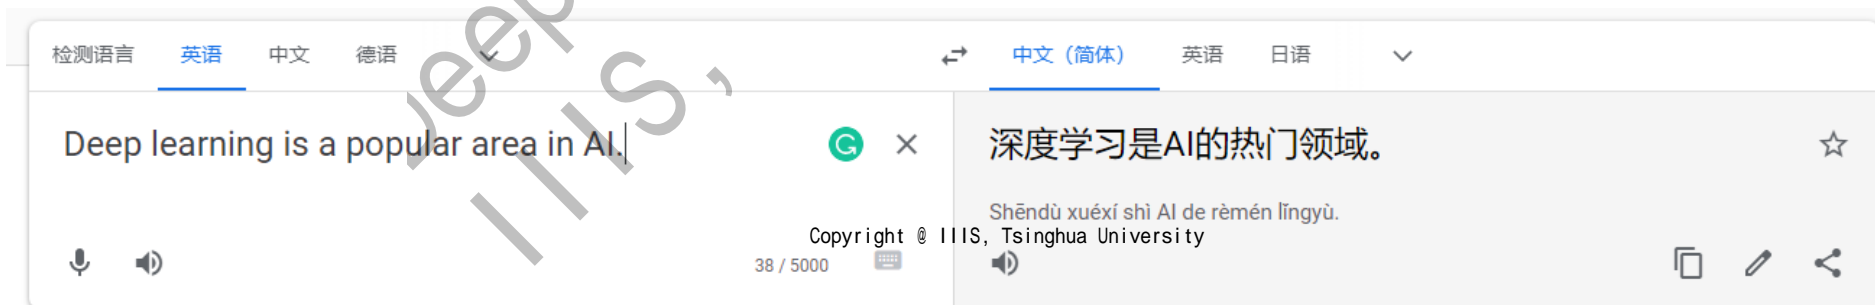 检测语言 英语 中文 德语
中文（简体） 英语 日语
Deep learning is a popular area in AI.
38 / 5000
深度学习是AI的热门领域。
Shēndù xuéxí shì AI de rèmén lǐngyù.
Copyright @ IIIS, Tsinghua University
Deep
IIIS,